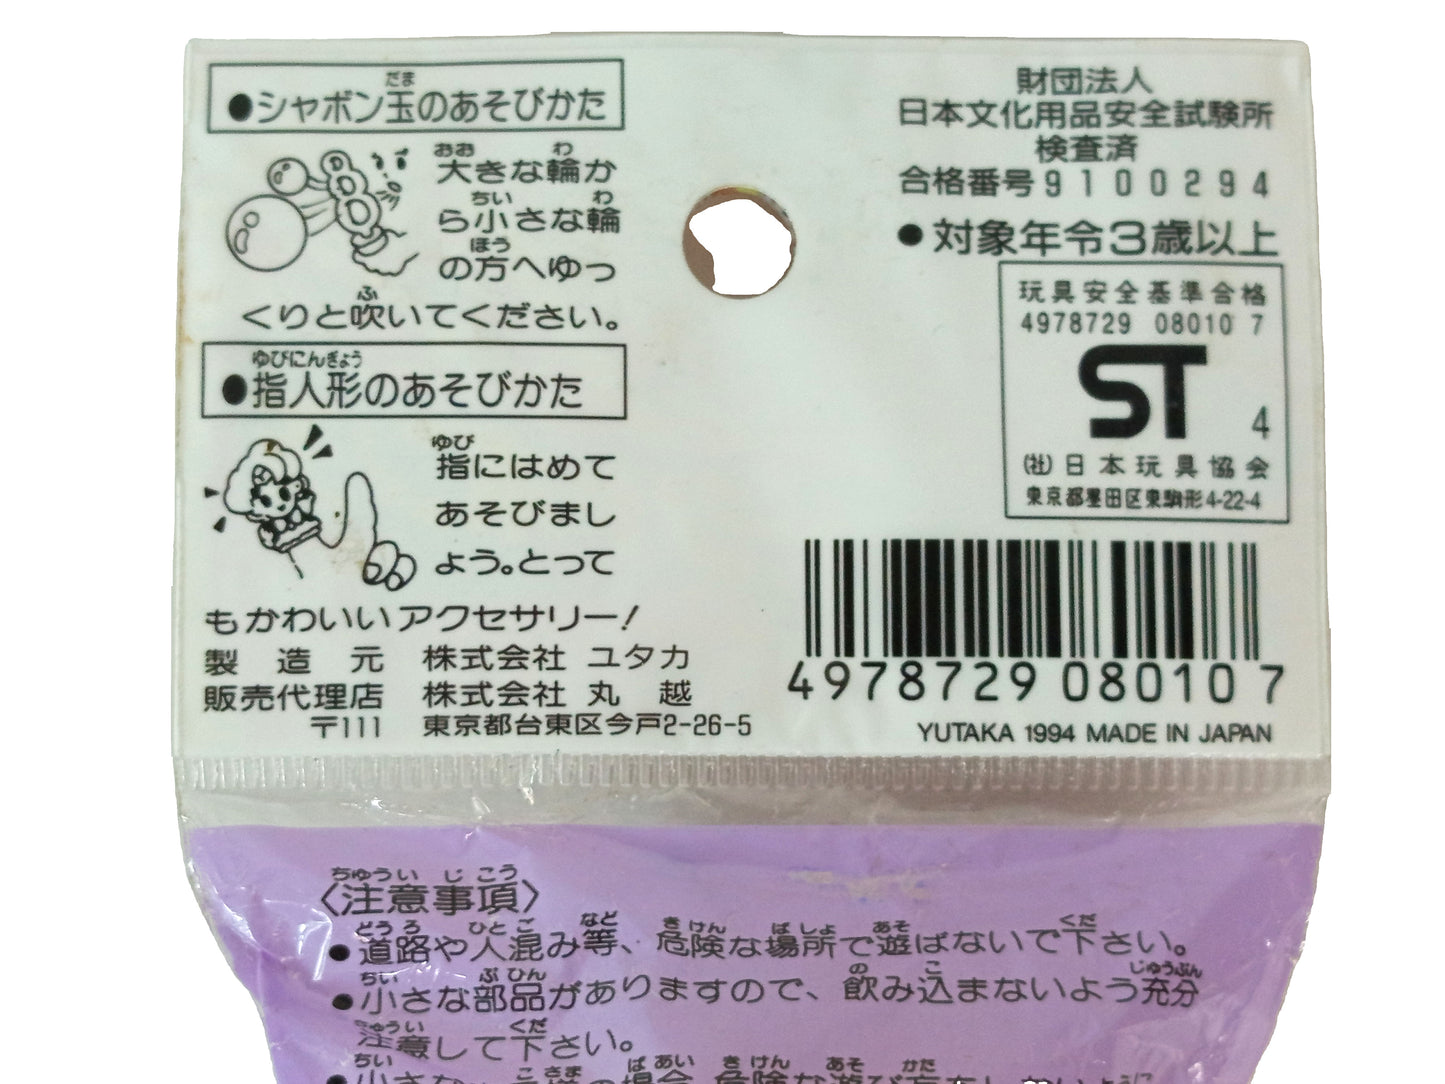 ●シャボン玉のあそびかた
大きな輪か
ら小さな輪
の方へゆっ
くりと吹いてください。
●指人形のあそびかた
指にはめて
あそびまし
ょう。とって
もかわいいアクセサリー!
製造元 株式会社 ユタカ
販売代理店 株式会社 丸越
〒111 東京都台東区今戸2-26-5
財団法人
日本文化用品安全試験所
検査済
合格番号9100294
●対象年令3歳以上
玩具安全基準合格
4978729 08010 7
ST 4
(社)日本玩具協会
東京都墨田区東駒形4-22-4
4978729 080107
YUTAKA 1994 MADE IN JAPAN
〈注意事項〉
●道路や人混み等、危険な場所で遊ばないで下さい。
●小さな部品がありますので、飲み込まないよう充分
注意して下さい。